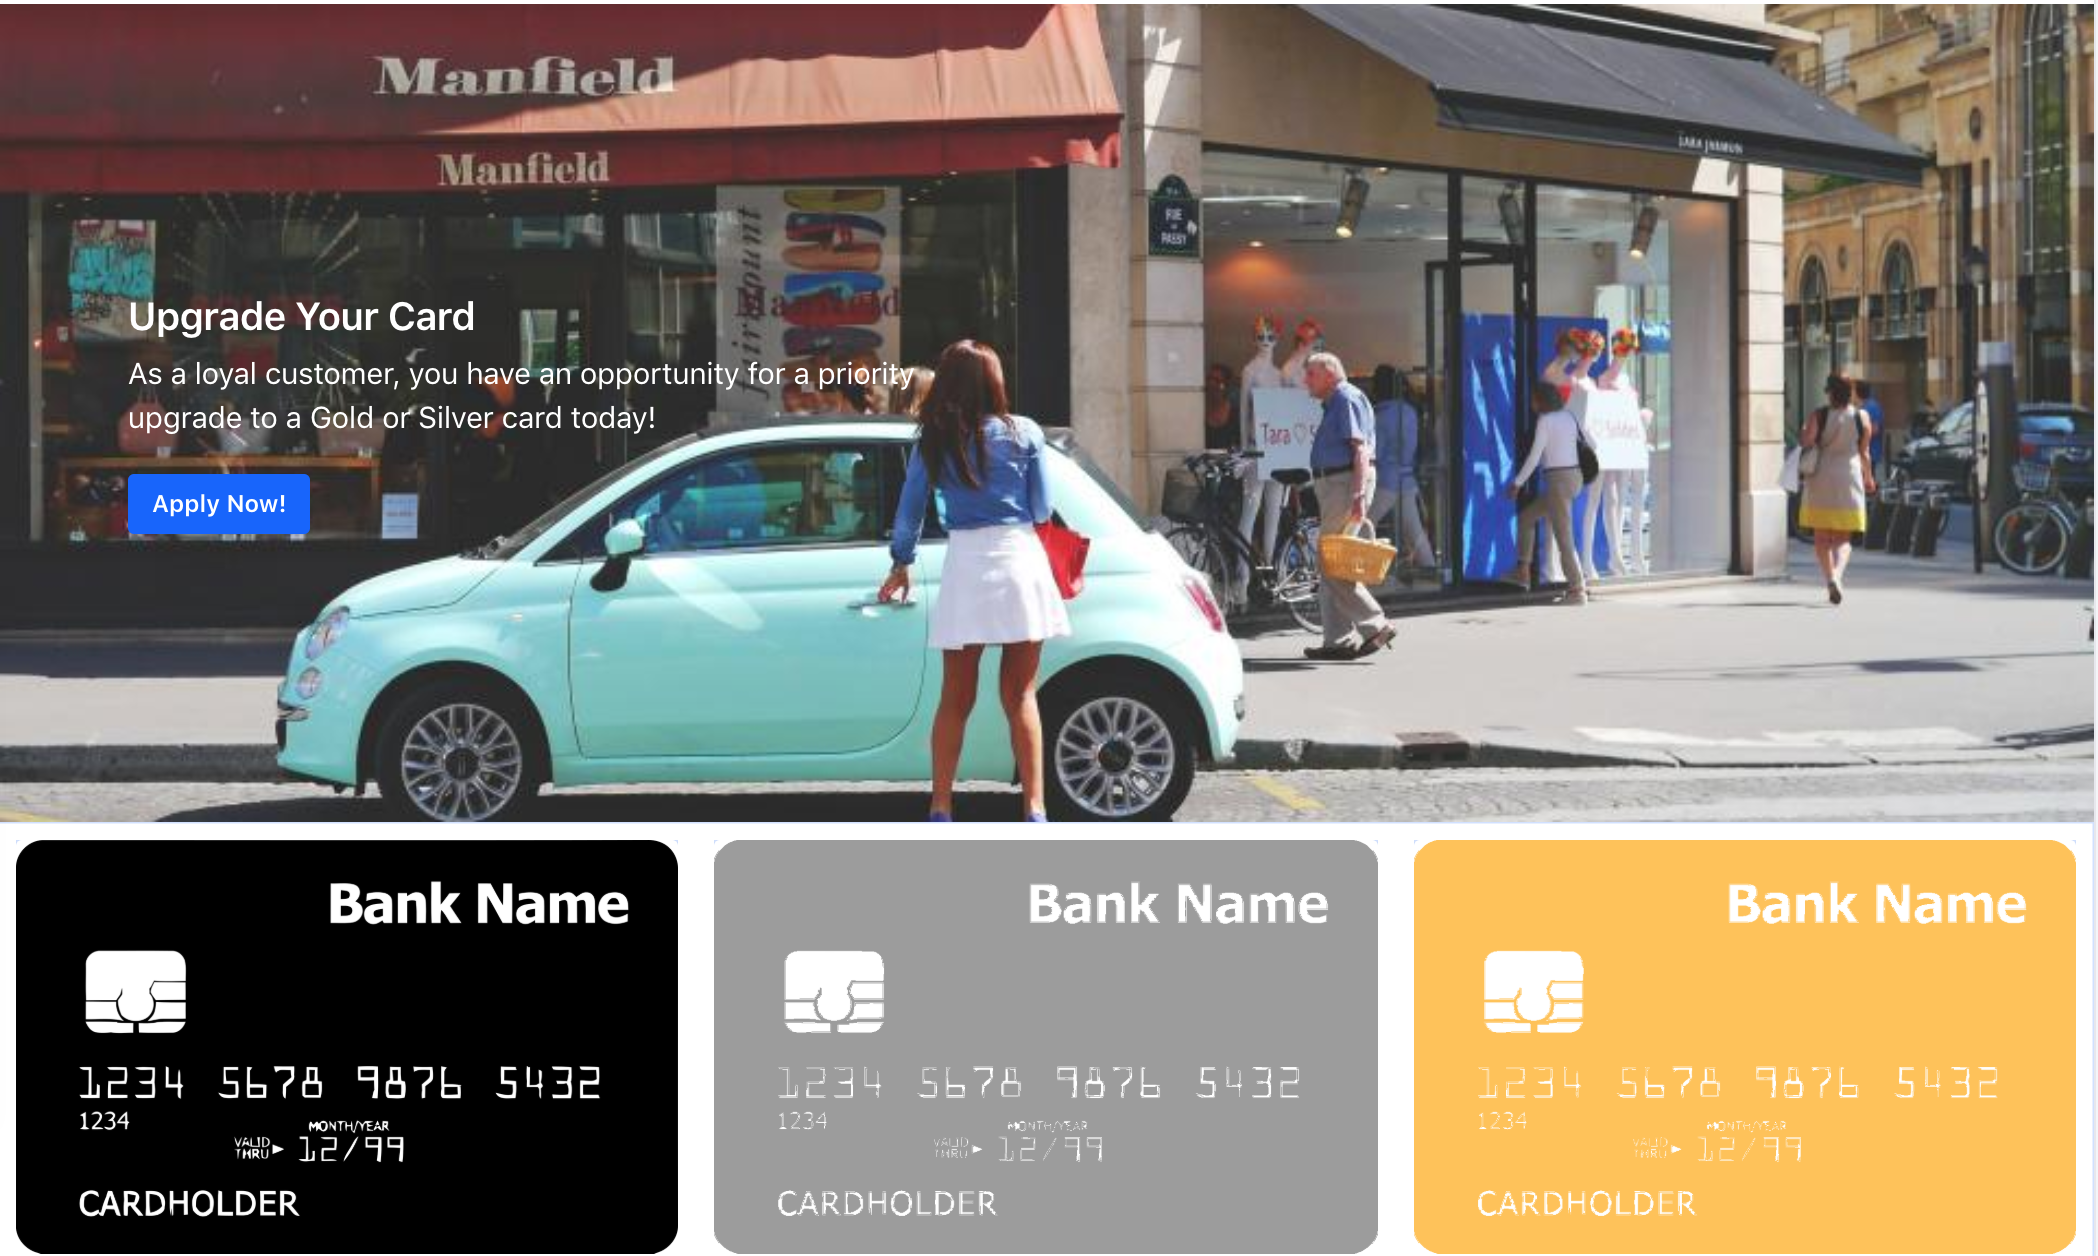 Manfield
Manfield
RUE
PASSY
Upgrade Your Card
As a loyal customer, you have an opportunity for a priority
upgrade to a Gold or Silver card today!
Apply Now!
Tara
Bank Name
1234 5678 9876 5432
1234
MONTH/YEAR
VALID
THRU
12/99
CARDHOLDER
Bank Name
1234 5678 9876 5432
1234
MONTH/YEAR
VALID
THRU
12/99
CARDHOLDER
Bank Name
1234 5678 9876 5432
1234
MONTH/YEAR
VALID
THRU
12/99
CARDHOLDER